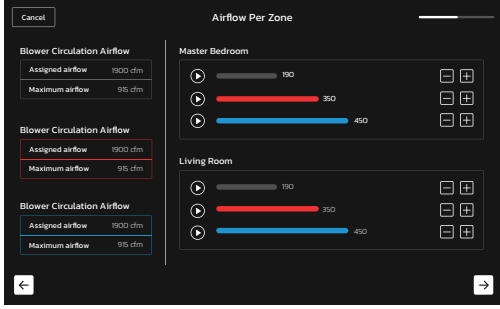 Cancel
Airflow Per Zone
Blower Circulation Airflow
Assigned airflow 1900 cfm
Maximum airflow 915 cfm
Blower Circulation Airflow
Assigned airflow 1900 cfm
Maximum airflow 915 cfm
Blower Circulation Airflow
Assigned airflow 1900 cfm
Maximum airflow 915 cfm
Master Bedroom
190
350
450
Living Room
190
350
450